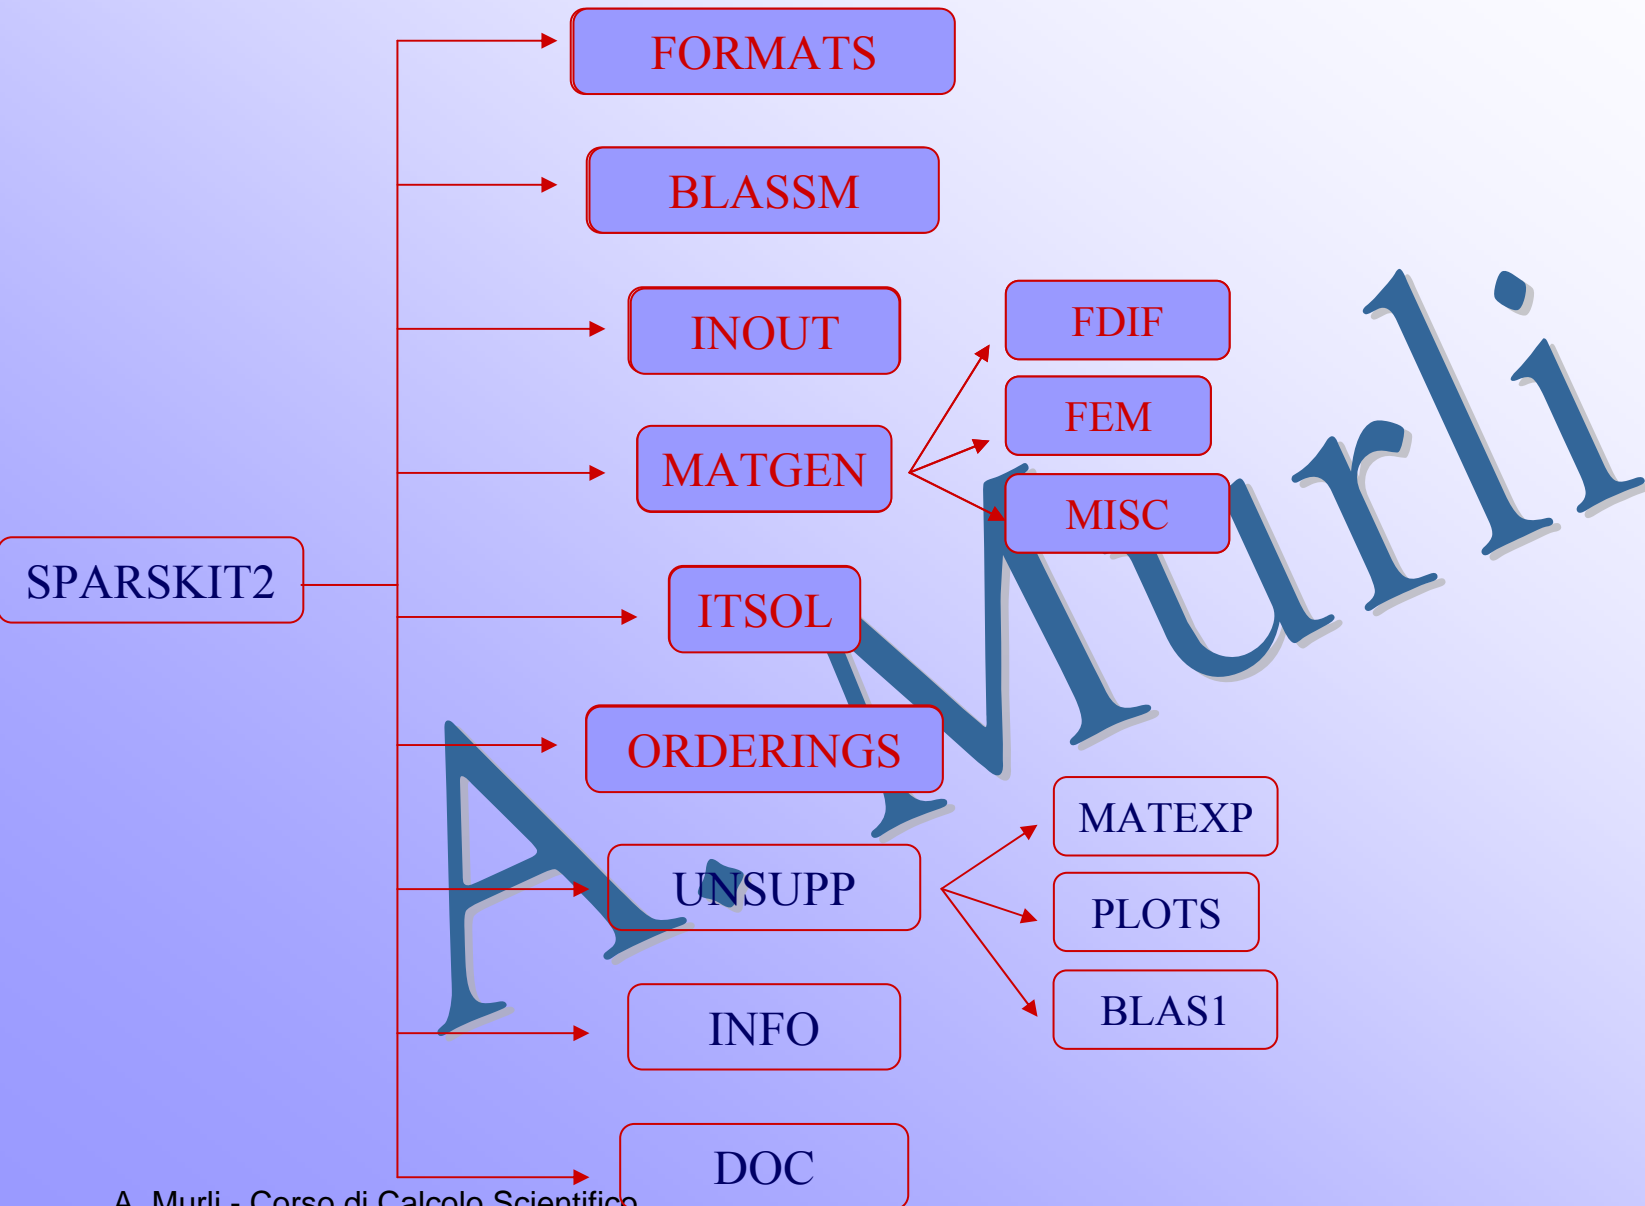 FORMATS
BLASSM
INOUT
FDIF
FEM
MATGEN
MISC
SPARSKIT2
ITSOL
ORDERINGS
MATEXP
UNSUPP
PLOTS
BLAS1
INFO
DOC
A. Murli
A. Murli - Corso di Calcolo Scientifico